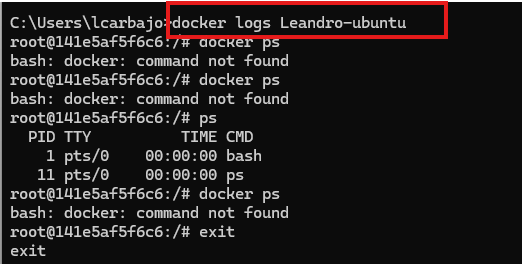 C:\Users\lcarbajo>docker logs Leandro-ubuntu
root@141e5af5f6c6:/# docker ps
bash: docker: command not found
root@141e5af5f6c6:/# docker ps
bash: docker: command not found
root@141e5af5f6c6:/# ps
PID TTY TIME CMD
1 pts/0 00:00:00 bash
11 pts/0 00:00:00 ps
root@141e5af5f6c6:/# docker ps
bash: docker: command not found
root@141e5af5f6c6:/# exit
exit